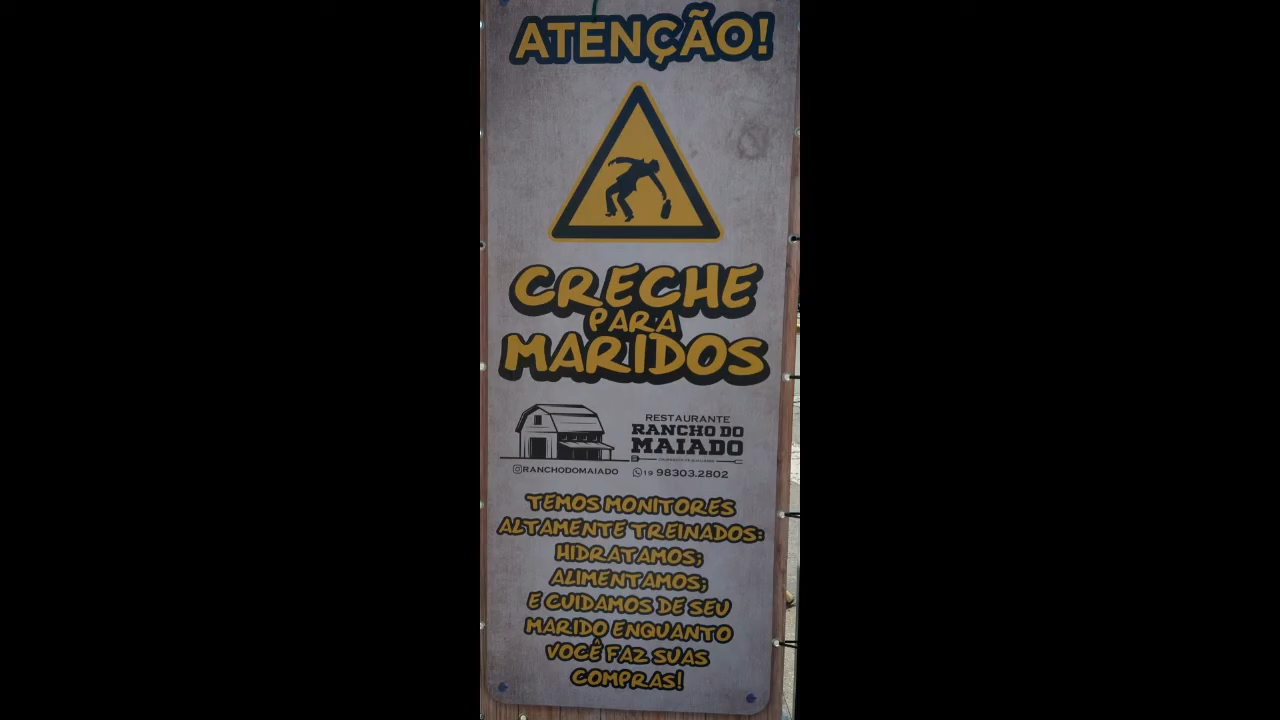 ATENÇÃO!
CRECHE
PARA
MARIDOS
RESTAURANTE
RANCHO DO
MAIADO
RANCHODOMAIADO
19 98303.2802
TEMOS MONITORES
ALTAMENTE TREINADOS:
HIDRATAMOS;
ALIMENTAMOS;
E CUIDAMOS DE SEU
MARIDO ENQUANTO
VOCÊ FAZ SUAS
COMPRAS!